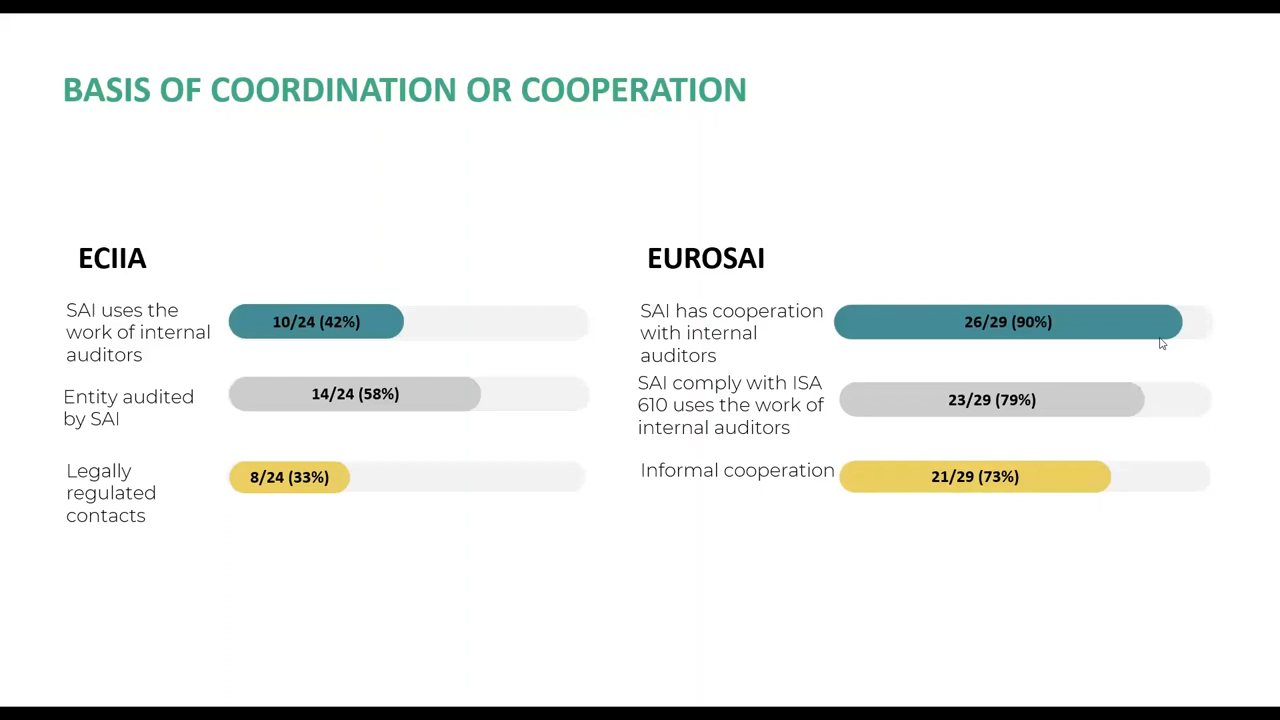 BASIS OF COORDINATION OR COOPERATION
ECIIA
SAI uses the
work of internal
auditors
10/24 (42%)
Entity audited
by SAI
14/24 (58%)
Legally
regulated
contacts
8/24 (33%)
EUROSAI
SAI has cooperation
with internal
auditors
26/29 (90%)
SAI comply with ISA
610 uses the work of
internal auditors
23/29 (79%)
Informal cooperation
21/29 (73%)